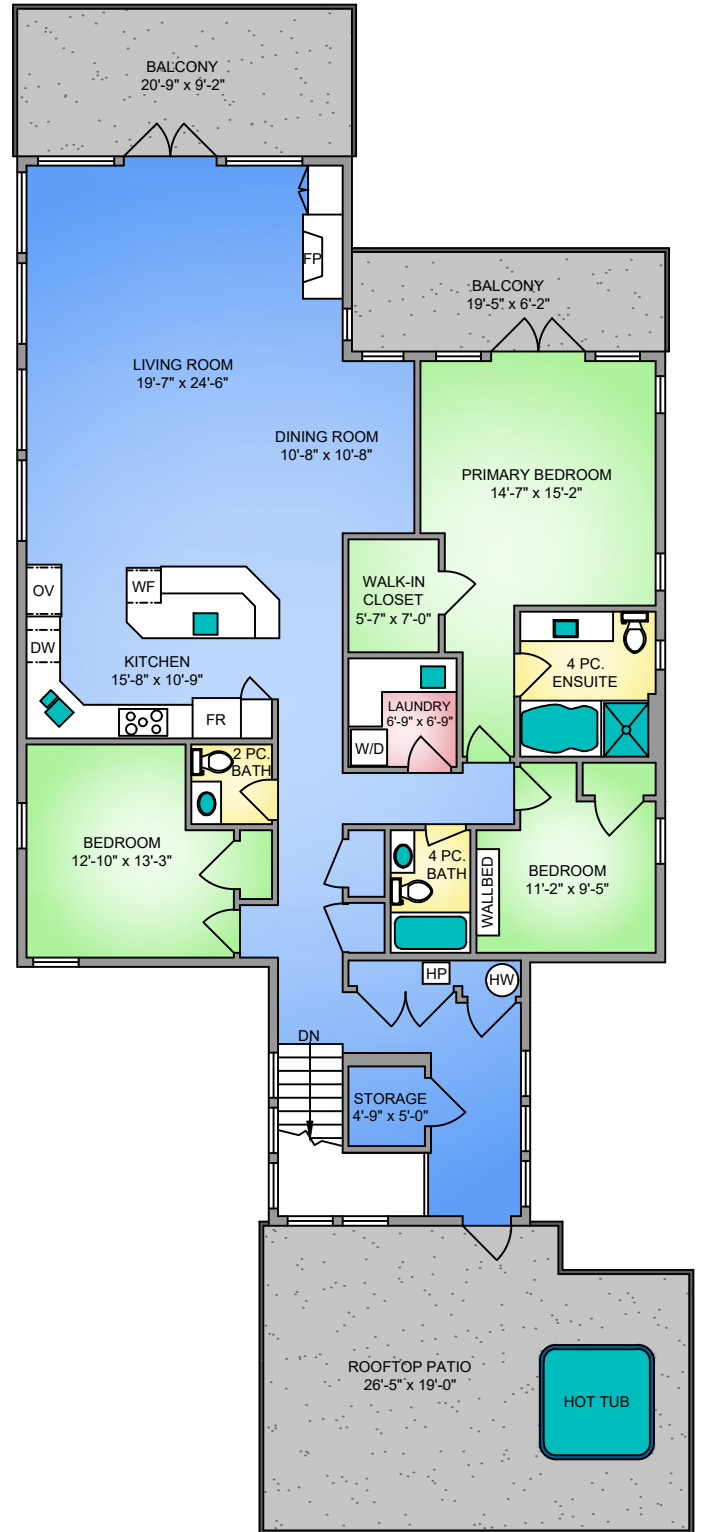 BALCONY
20'-9" x 9'-2"
FP
BALCONY
19'-5" x 6'-2"
LIVING ROOM
19'-7" x 24'-6"
DINING ROOM
10'-8" x 10'-8"
PRIMARY BEDROOM
14'-7" x 15'-2"
OV
WF
WALK-IN
CLOSET
5'-7" x 7'-0"
DW
KITCHEN
15'-8" x 10'-9"
4 PC.
ENSUITE
LAUNDRY
6'-9" x 6'-9"
FR
W/D
2 PC.
BATH
BEDROOM
12'-10" x 13'-3"
4 PC.
BATH
WALLBED
BEDROOM
11'-2" x 9'-5"
HP
HW
DN
STORAGE
4'-9" x 5'-0"
ROOFTOP PATIO
26'-5" x 19'-0"
HOT TUB